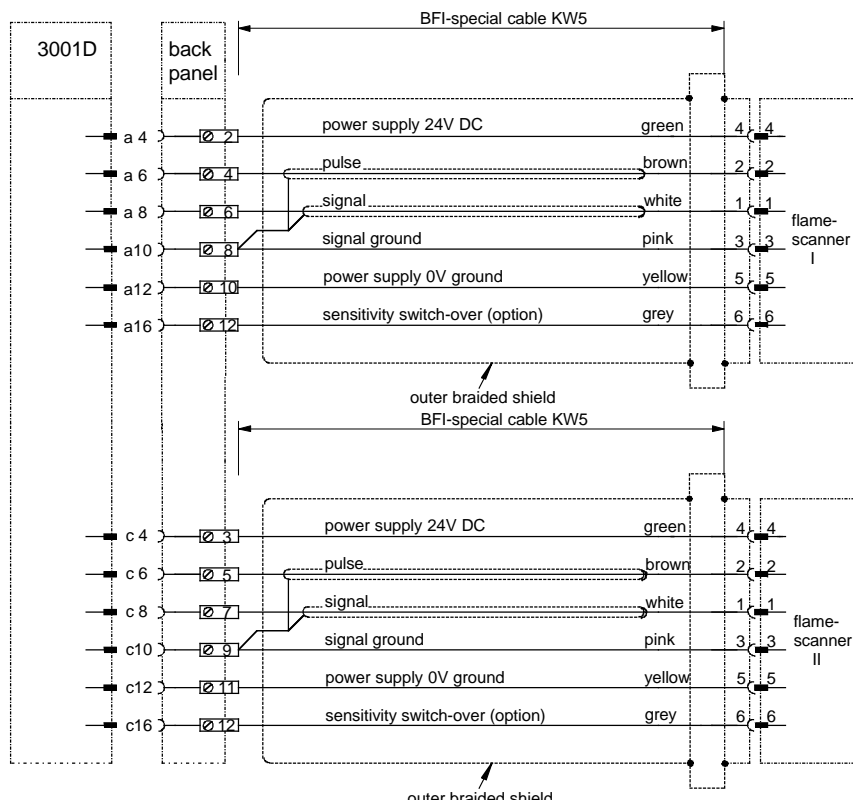 BFI-special cable KW5
3001D
back
panel
a 4 2 power supply 24V DC green 4 4
a 6 4 pulse brown 2 2
a 8 6 signal white 1 1
a10 8 signal ground pink 3 3
a12 10 power supply 0V ground yellow 5 5
a16 12 sensitivity switch-over (option) grey 6 6
flame-
scanner
I
outer braided shield
BFI-special cable KW5
c 4 3 power supply 24V DC green 4 4
c 6 5 pulse brown 2 2
c 8 7 signal white 1 1
c10 9 signal ground pink 3 3
c12 11 power supply 0V ground yellow 5 5
c16 12 sensitivity switch-over (option) grey 6 6
flame-
scanner
II
outer braided shield